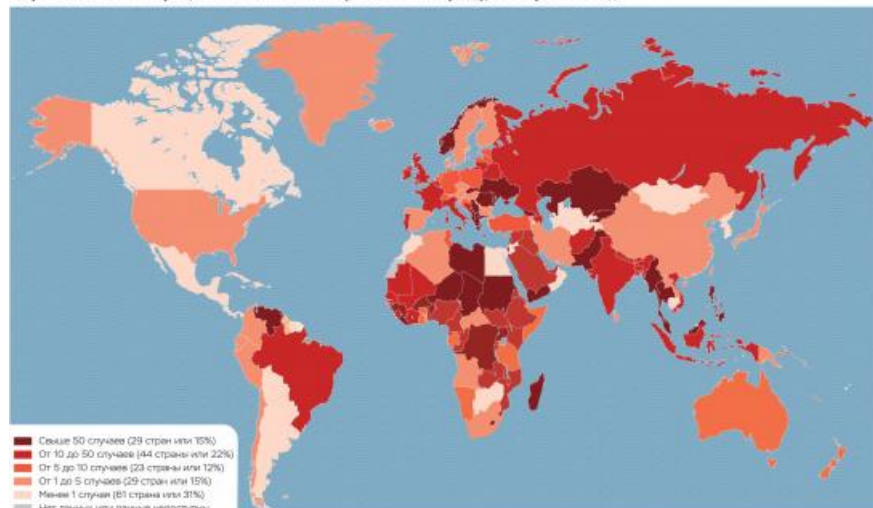 Свыше 50 случаев (29 стран или 15%)
От 10 до 50 случаев (44 страны или 22%)
От 5 до 10 случаев (23 страны или 12%)
От 1 до 5 случаев (29 стран или 15%)
Менее 1 случая (61 страна или 31%)